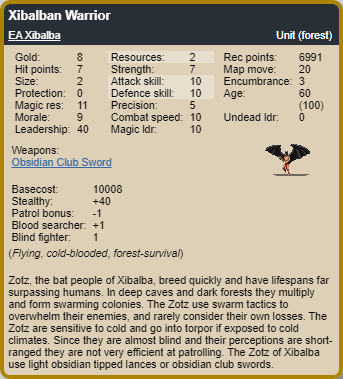 Xibalban Warrior
EA Xibalba Unit (forest)
Gold: 8 Resources: 2 Rec points: 6991
Hit points: 7 Strength: 7 Map move: 20
Size: 2 Attack skill: 10 Encumbrance: 3
Protection: 0 Defence skill: 10 Age: 60
Magic res: 11 Precision: 5 (100)
Morale: 9 Combat speed: 10 Undead ldr: 0
Leadership: 40 Magic ldr: 10
Weapons:
Obsidian Club Sword
Basecost: 10008
Stealthy: +40
Patrol bonus: -1
Blood searcher: +1
Blind fighter: 1
(Flying, cold-blooded, forest-survival)
Zotz, the bat people of Xibalba, breed quickly and have lifespans far
surpassing humans. In deep caves and dark forests they multiply
and form swarming colonies. The Zotz use swarm tactics to
overwhelm their enemies, and rarely consider their own losses. The
Zotz are sensitive to cold and go into torpor if exposed to cold
climates. Since they are almost blind and their perceptions are short-
ranged they are not very efficient at patrolling. The Zotz of Xibalba
use light obsidian tipped lances or obsidian club swords.